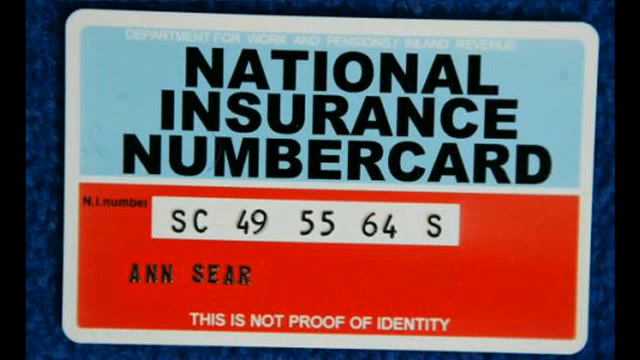 DEPARTMENT FOR WORK AND PENSIONS / INLAND REVENUE
NATIONAL
INSURANCE
NUMBERCARD
N.I.number
SC 49 55 64 S
ANN SEAR
THIS IS NOT PROOF OF IDENTITY